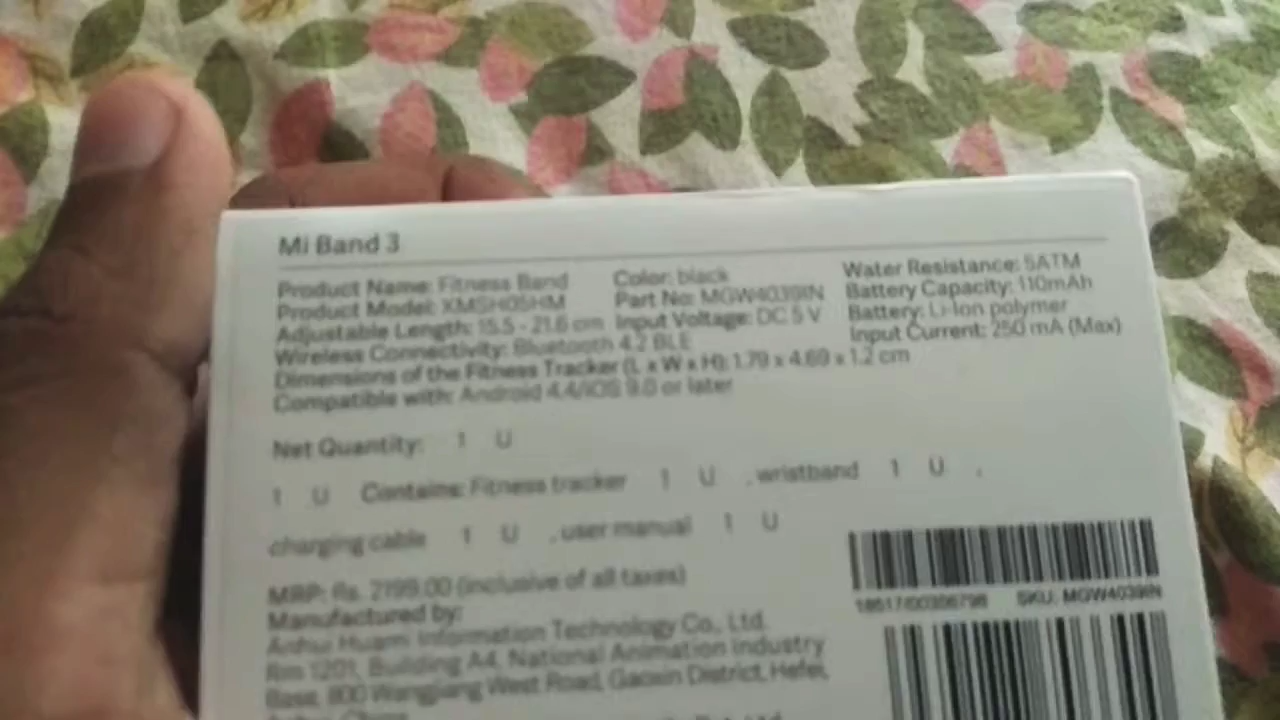 Mi Band 3
Product Name: Fitness Band
Product Model: XMSH05HM
Adjustable Length: 15.5 - 21.6 cm
Wireless Connectivity: Bluetooth 4.2 BLE
Dimensions of the Fitness Tracker (L x W x H): 1.79 x 4.69 x 1.2 cm
Compatible with: Android 4.4/iOS 9.0 or later
Color: black
Part No: MGW4039IN
Input Voltage: DC 5 V
Water Resistance: 5ATM
Battery Capacity: 110mAh
Battery: Li-Ion polymer
Input Current: 250 mA (Max)
Net Quantity: 1 U
1 U Contains: Fitness tracker 1 U , wristband 1 U ,
charging cable 1 U , user manual 1 U
MRP: Rs. 2199.00 (inclusive of all taxes)
Manufactured by:
Anhui Huami Information Technology Co., Ltd.
Rm 1201, Building A4, National Animation Industry
Base, 800 Wangjiang West Road, Gaoxin District, Hefei,
SKU: MGW4039IN